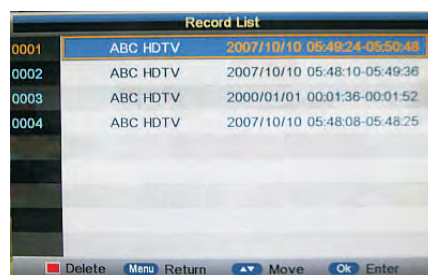 Record List
0001 ABC HDTV 2007/10/10 05:49:24-05:50:48
0002 ABC HDTV 2007/10/10 05:48:10-05:49:36
0003 ABC HDTV 2000/01/01 00:01:36-00:01:52
0004 ABC HDTV 2007/10/10 05:48:08-05:48:25
Delete Menu Return Move Ok Enter